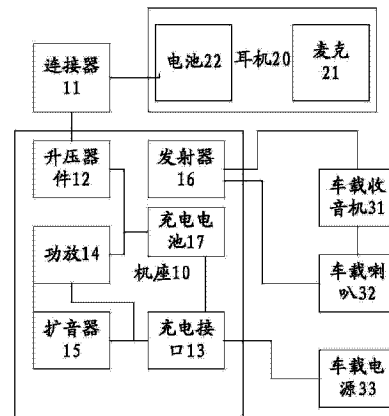 连接器
11
电池22
耳机20
麦克
21
升压器
件12
发射器
16
车载收
音机31
充电电
池17
功放14
机座10
车载喇
叭32
扩音器
15
充电接
口13
车载电
源33